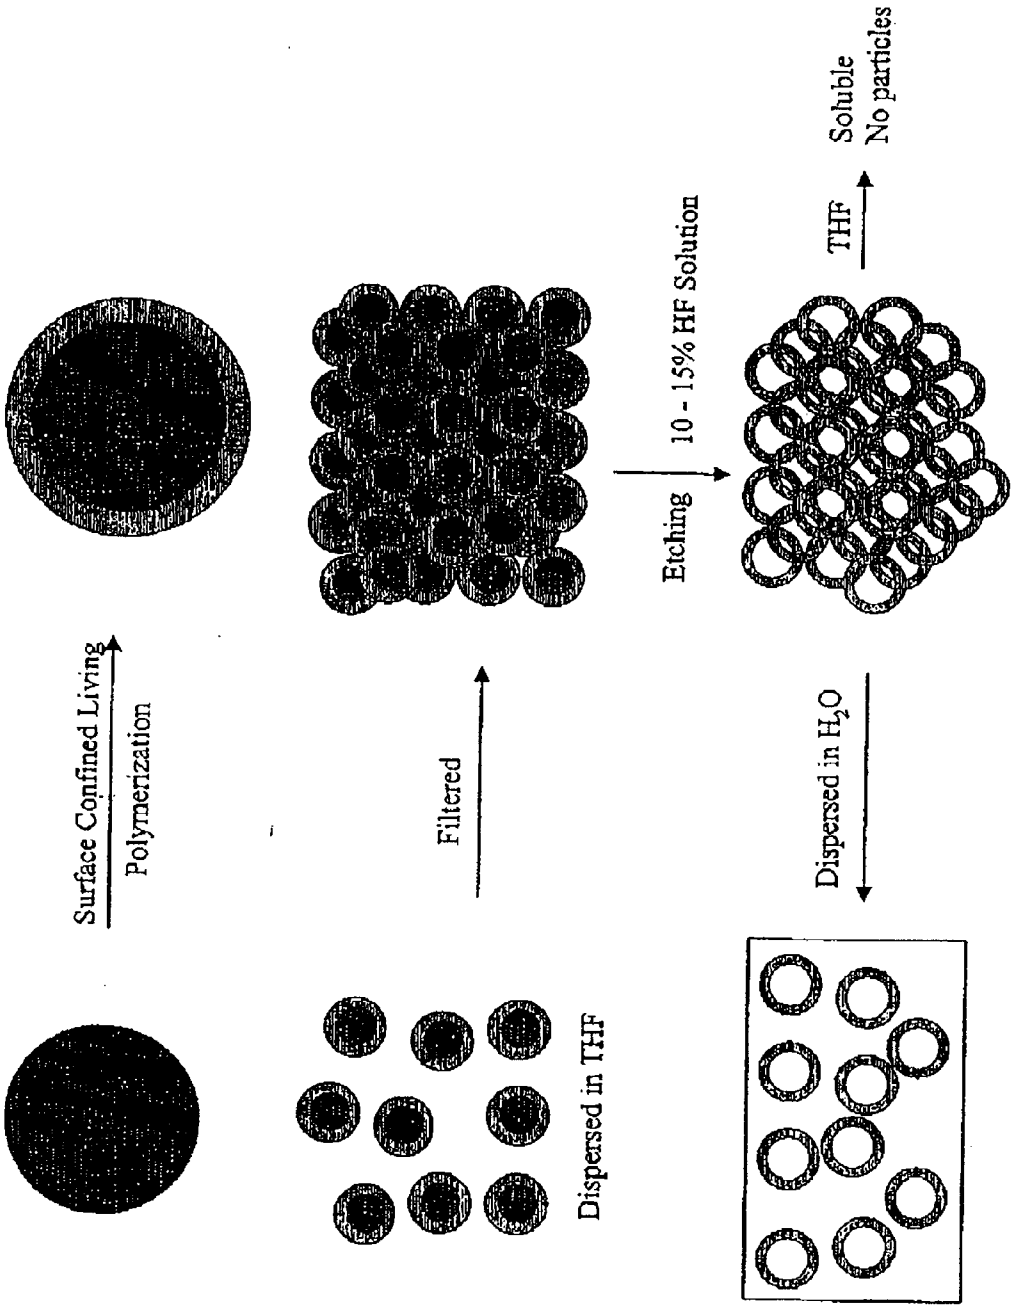 Surface Confined Living
Polymerization
Dispersed in THF
Filtered
Etching
10 - 15% HF Solution
THF
Soluble
No particles
Dispersed in H₂O